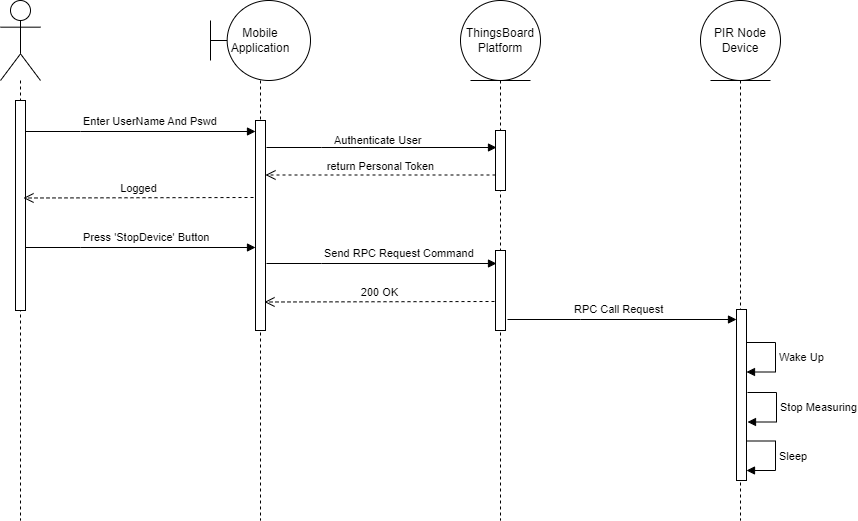 Mobile
Application
ThingsBoard
Platform
PIR Node
Device
Enter UserName And Pswd
Authenticate User
return Personal Token
Logged
Press 'StopDevice' Button
Send RPC Request Command
200 OK
RPC Call Request
Wake Up
Stop Measuring
Sleep